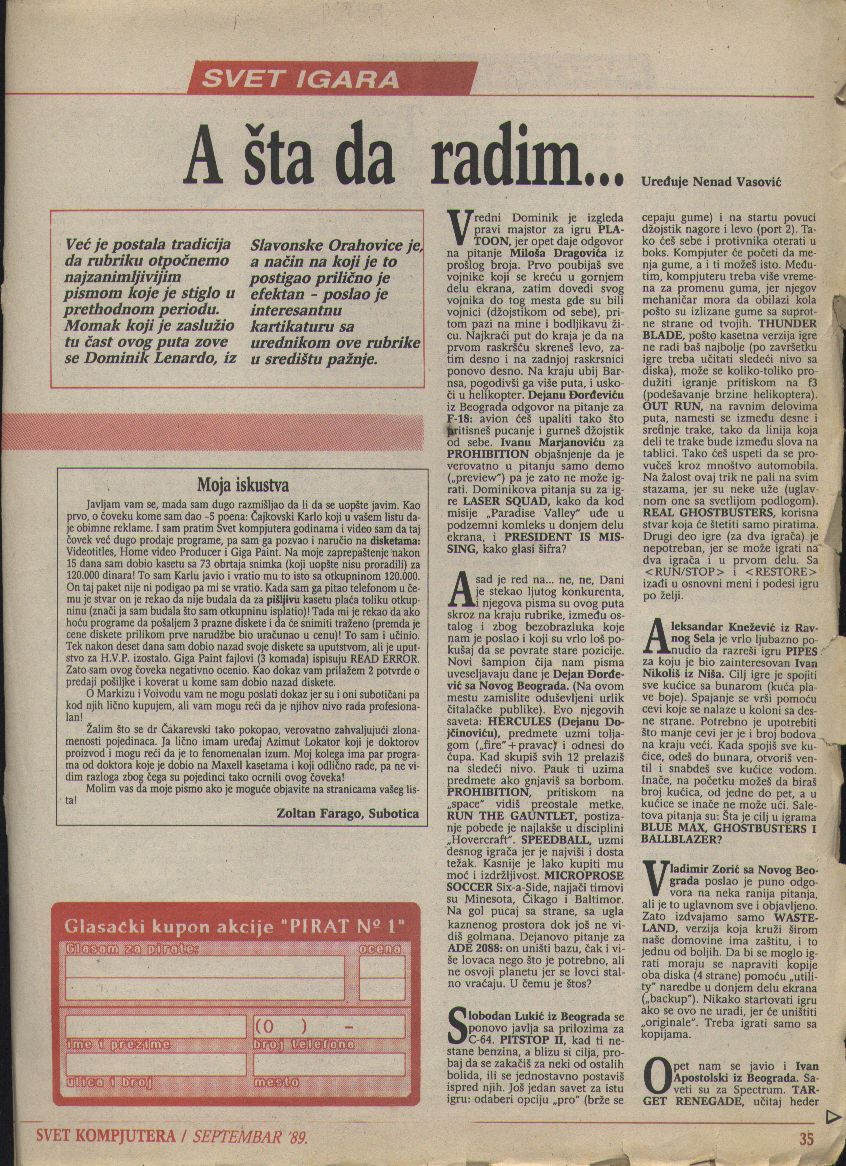 SVET IGARA
A šta da radim...
Uređuje Nenad Vasović
Već je postala tradicija
da rubriku otpočnemo
najzanimljivijim
pismom koje je stiglo u
prethodnom periodu.
Momak koji je zaslužio
tu čast ovog puta zove
se Dominik Lenardo, iz
Slavonske Orahovice je,
a način na koji je to
postigao prilično je
efektan – poslao je
interesantnu
kartikaturu sa
urednikom ove rubrike
u središtu pažnje.
Moja iskustva
Javljam vam se, mada sam dugo razmišljao da li da se uopšte javim. Kao
prvo, o čoveku kome sam dao –5 poena: Čajkovski Karlo koji u vašem listu da-
je obimne reklame. I sam pratim Svet kompjutera godinama i video sam da taj
čovek već dugo prodaje programe, pa sam ga pozvao i naručio na disketama:
Videotitles, Home video Producer i Giga Paint. Na moje zaprepaštenje nakon
15 dana sam dobio kasetu sa 73 obrtaja snimka (koji uopšte nisu proradili) za
120.000 dinara! To sam Karlu javio i vratio mu to isto sa otkupninom 120.000.
On taj paket nije ni podigao pa mi se vratio. Kada sam ga pitao telefonom u če-
mu je stvar on je rekao da nije budala da za pišljivu kasetu plaća toliku otkup-
ninu (znači ja sam budala što sam otkupninu isplatio)! Tada mi je rekao da ako
hoću programe da pošaljem 3 prazne diskete i da će snimiti traženo (premda je
cene diskete prilikom prve narudžbe bio uračunao u cenu)! To sam i učinio.
Tek nakon deset dana sam dobio nazad svoje diskete sa uputstvom, ali je uput-
stvo za H.V.P. izostalo. Giga Paint fajlovi (3 komada) ispisuju READ ERROR.
Zato sam ovog čoveka negativno ocenio. Kao dokaz vam prilažem 2 potvrde o
predaji pošiljke i koverat u kome sam dobio nazad diskete.
O Markizu i Voivodu vam ne mogu poslati dokaz jer su i oni subotičani pa
kod njih lično kupujem, ali vam mogu reći da je njihov nivo rada profesiona-
lan!
Žalim što se dr Čakarevski tako pokopao, verovatno zahvaljujući zlona-
menosti pojedinaca. Ja lično imam uređaj Azimut Lokator koji je doktorov
proizvod i mogu reći da je to fenomenalan izum. Moj kolega ima par progra-
ma od doktora koje je dobio na Maxell kasetama i koji odlično rade, pa ne vi-
dim razloga zbog čega su pojedinci tako ocrnili ovog čoveka!
Molim vas da moje pismo ako je moguće objavite na stranicama vašeg lis-
ta!
Zoltan Farago, Subotica
Glasački kupon akcije "PIRAT Nº 1"
Glasam za pirate:
ocena
(0 ) –
ime i prezime
broj telefona
ulica i broj
mesto
Vredni Dominik je izgleda
pravi majstor za igru PLA-
TOON, jer opet daje odgovor
na pitanje Miloša Dragovića iz
prošlog broja. Prvo poubijaš sve
vojnike koji se kreću u gornjem
delu ekrana, zatim dovedi svog
vojnika do tog mesta gde su bili
vojnici (džojstikom od sebe), pri-
tom pazi na mine i bodljikavu ži-
cu. Najkraći put do kraja je da na
prvom raskršću skreneš levo, za-
tim desno i na zadnjoj raskrsnici
ponovo desno. Na kraju ubij Bar-
nsa, pogodivši ga više puta, i usko-
či u helikopter. Dejanu Đorđeviću
iz Beograda odgovor na pitanje za
F-18: avion ćeš upaliti tako što
pritisneš pucanje i gurneš džojstik
od sebe. Ivanu Marjanoviću za
PROHIBITION objašnjenje da je
verovatno u pitanju samo demo
(„preview") pa je zato ne može ig-
rati. Dominikova pitanja su za ig-
re LASER SQUAD, kako da kod
misije „Paradise Valley" uđe u
podzemni komleks u donjem delu
ekrana, i PRESIDENT IS MIS-
SING, kako glasi šifra?
Asad je red na... ne, ne, Dani
je stekao ljutog konkurenta,
i njegova pisma su ovog puta
skroz na kraju rubrike, između os-
talog i zbog bezobrazluka koje
nam je poslao i koji su vrlo loš po-
kušaj da se povrate stare pozicije.
Novi šampion čija nam pisma
uveseljavaju dane je Dejan Đorđe-
vić sa Novog Beograda. (Na ovom
mestu zamislite oduševljeni urlik
čitalačke publike). Evo njegovih
saveta: HERCULES (Dejanu Do-
jčinoviću), predmete uzmi tolja-
gom („fire"+pravac) i odnesi do
ćupa. Kad skupiš svih 12 prelaziš
na sledeći nivo. Pauk ti uzima
predmete ako gnjaviš sa borbom.
PROHIBITION, pritiskom na
„space" vidiš preostale metke.
RUN THE GAUNTLET, postiza-
nje pobede je najlakše u disciplini
„Hovercraft". SPEEDBALL, uzmi
desnog igrača jer je najviši i dosta
težak. Kasnije je lako kupiti mu
moć i izdržljivost. MICROPROSE
SOCCER Six-a-Side, najjači timovi
su Minesota, Čikago i Baltimor.
Na gol pucaj sa strane, sa ugla
kaznenog prostora dok još ne vi-
diš golmana. Dejanovo pitanje za
ADE 2088: on uništi bazu, čak i vi-
še lovaca nego što je potrebno, ali
ne osvoji planetu jer se lovci stal-
no vraćaju. U čemu je štos?
Slobodan Lukić iz Beograda se
ponovo javlja sa prilozima za
C-64. PITSTOP II, kad ti ne-
stane benzina, a blizu si cilja, pro-
baj da se zakačiš za neki od ostalih
bolida, ili se jednostavno postaviš
ispred njih. Još jedan savet za istu
igru: odaberi opciju „pro" (brže se
cepaju gume) i na startu povuci
džojstik nagore i levo (port 2). Ta-
ko ćeš sebe i protivnika oterati u
boks. Kompjuter će početi da me-
nja gume, a i ti možeš isto. Među-
tim, kompjuteru treba više vreme-
na za promenu guma, jer njegov
mehaničar mora da obilazi kola
pošto su izlizane gume sa suprot-
ne strane od tvojih. THUNDER
BLADE, pošto kasetna verzija igre
ne radi baš najbolje (po završetku
igre treba učitati sledeći nivo sa
diska), može se koliko-toliko pro-
dužiti igranje pritiskom na f3
(podešavanje brzine helikoptera).
OUT RUN, na ravnim delovima
puta, namesti se između desne i
srednje trake, tako da linija koja
deli te trake bude između slova na
tablici. Tako ćeš uspeti da se pro-
vučeš kroz mnoštvo automobila.
Na žalost ovaj trik ne pali na svim
stazama, jer su neke uže (uglav-
nom one sa svetlijom podlogom).
REAL GHOSTBUSTERS, korisna
stvar koja će štetiti samo piratima.
Drugi deo igre (za dva igrača) je
nepotreban, jer se može igrati na
dva igrača i u prvom delu. Sa
<RUN/STOP> i <RESTORE>
izađi u osnovni meni i podesi igru
po želji.
Aleksandar Knežević iz Rav-
nog Sela je vrlo ljubazno po-
nudio da razreši igru PIPES
za koju je bio zainteresovan Ivan
Nikoliš iz Niša. Cilj igre je spojiti
sve kućice sa bunarom (kuća pla-
ve boje). Spajanje se vrši pomoću
cevi koje se nalaze u koloni sa des-
ne strane. Potrebno je upotrebiti
što manje cevi jer je i broj bodova
na kraju veći. Kada spojiš sve ku-
ćice, odeš do bunara, otvoriš ven-
til i snabdeš sve kućice vodom.
Inače, na početku možeš da biraš
broj kućica, od jedne do pet, a u
kućice se inače ne može ući. Sale-
tova pitanja su: Šta je cilj u igrama
BLUE MAX, GHOSTBUSTERS I
BALLBLAZER?
Vladimir Zorić sa Novog Beo-
grada poslao je puno odgo-
vora na neka ranija pitanja,
ali je to uglavnom sve i objavljeno.
Zato izdvajamo samo WASTE-
LAND, verzija koja kruži širom
naše domovine ima zaštitu, i to
jednu od boljih. Da bi se moglo ig-
rati moraju se napraviti kopije
oba diska (4 strane) pomoću „utili-
ty" naredbe u donjem delu ekrana
(„backup"). Nikako startovati igru
ako se ovo ne uradi, jer će uništiti
„originale". Treba igrati samo sa
kopijama.
Opet nam se javio i Ivan
Apostolski iz Beograda. Sa-
veti su za Spectrum. TAR-
GET RENEGADE, učitaj heder
SVET KOMPJUTERA / SEPTEMBAR '89.
35